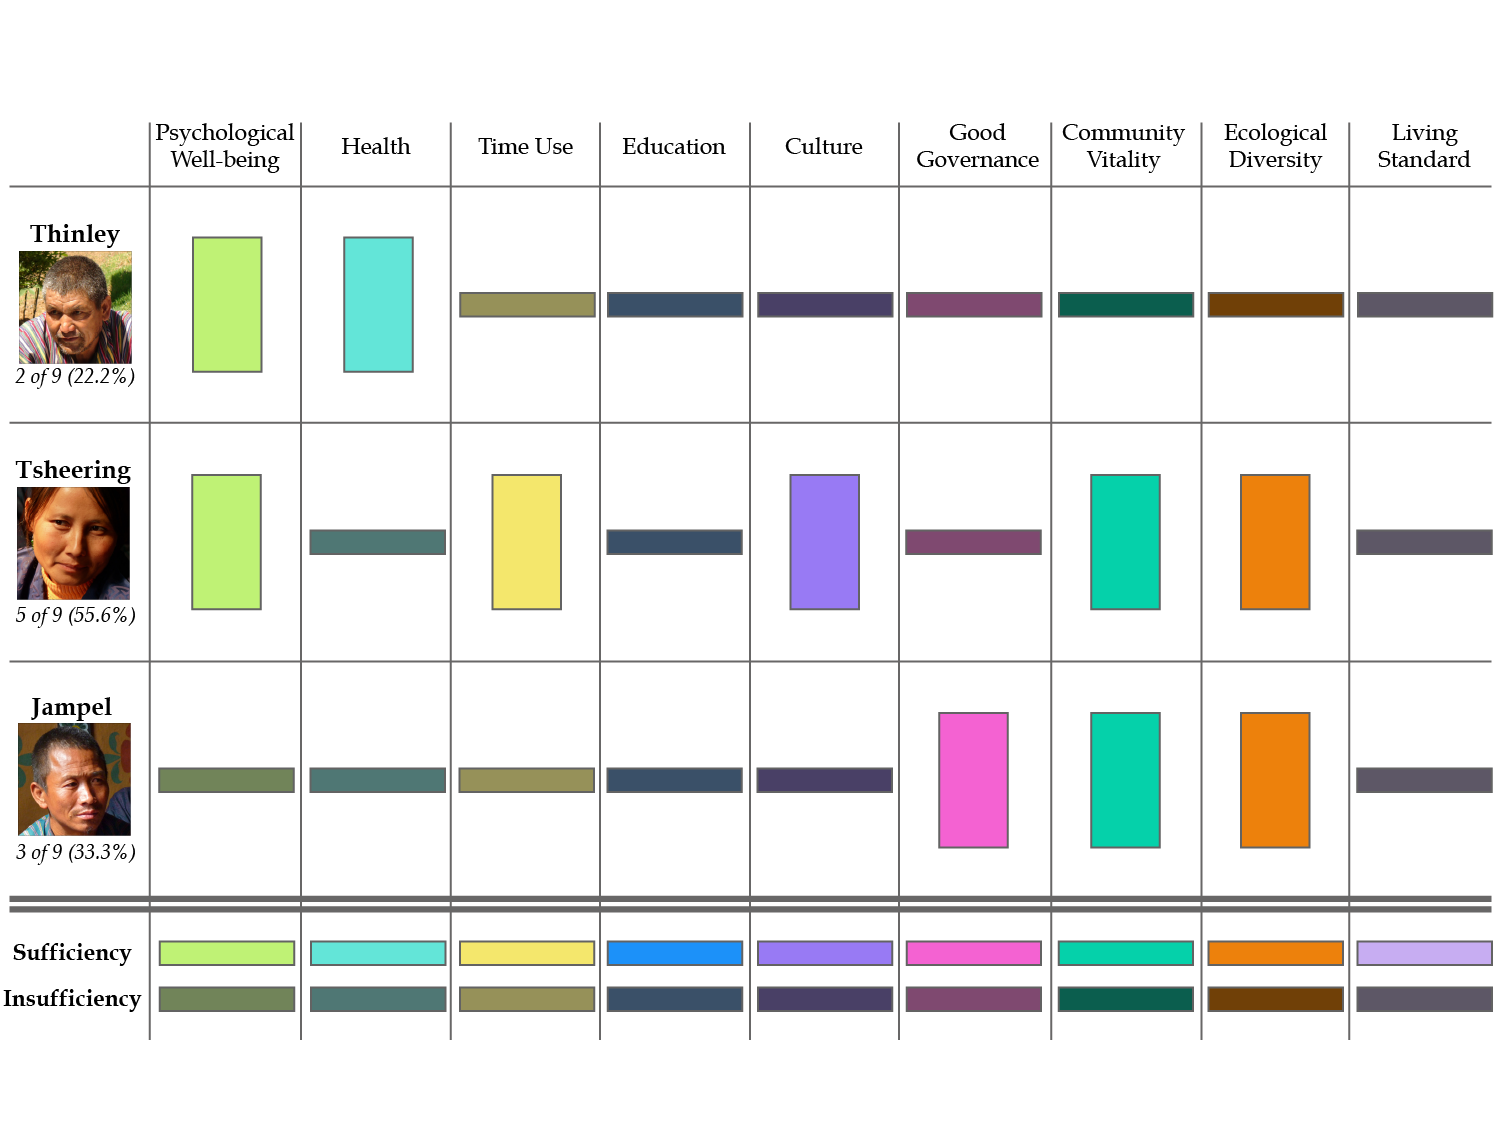 Psychological
Well-being
Health
Time Use
Education
Culture
Good
Governance
Community
Vitality
Ecological
Diversity
Living
Standard
Thinley
2 of 9 (22.2%)
Tsheering
5 of 9 (55.6%)
Jampel
3 of 9 (33.3%)
Sufficiency
Insufficiency